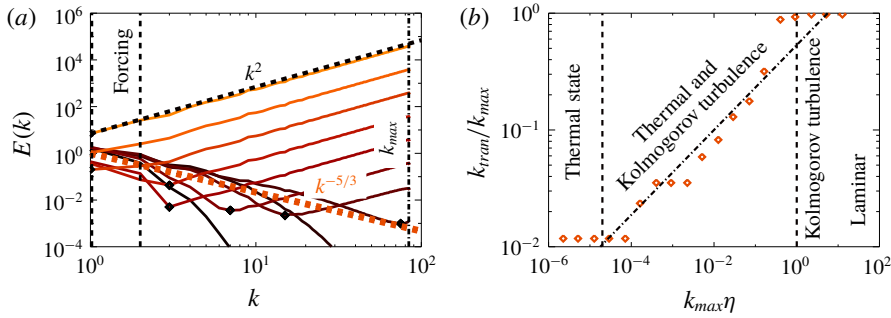 (a)
10^6
10^4
10^2
10^0
10^−2
10^−4
E(k)
Forcing
k^2
k_max
k^−5/3
10^0
10^1
10^2
k
(b)
10^0
10^−1
10^−2
k_tran/k_max
Thermal state
Thermal and
Kolmogorov turbulence
Kolmogorov turbulence
Laminar
10^−6
10^−4
10^−2
10^0
10^2
k_maxη